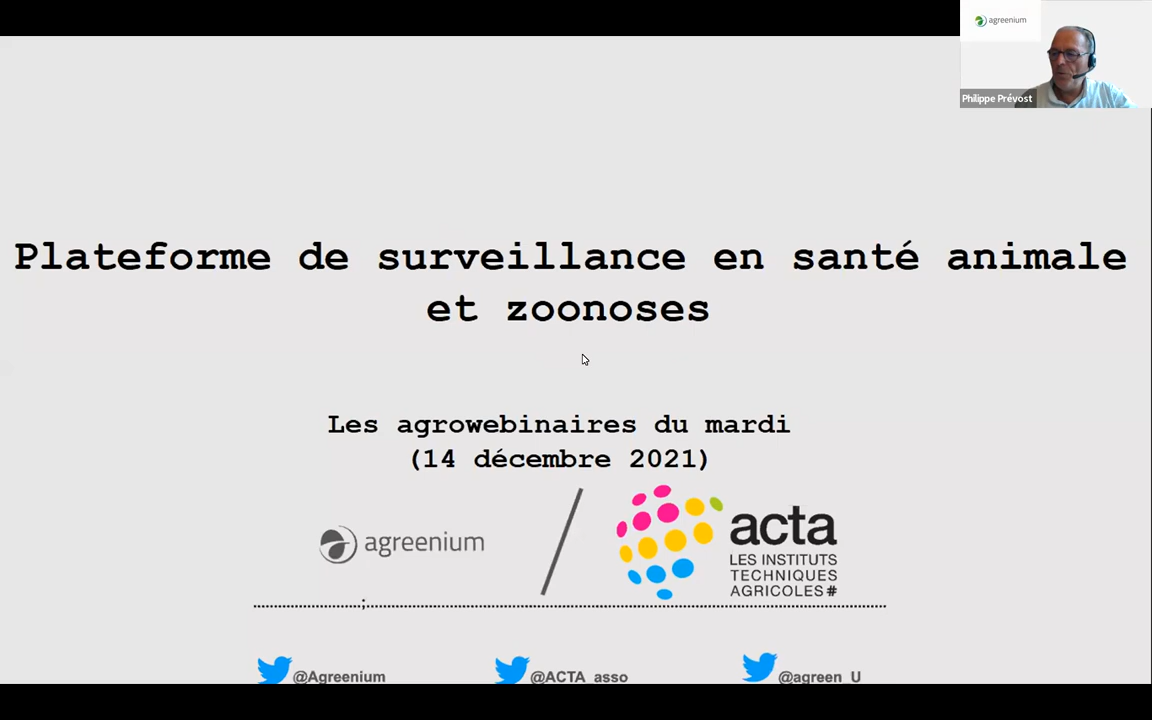 agreenium
Philippe Prévost
Plateforme de surveillance en santé animale
et zoonoses
Les agrowebinaires du mardi
(14 décembre 2021)
agreenium
acta
LES INSTITUTS
TECHNIQUES
AGRICOLES#
@Agreenium
@ACTA_asso
@agreen_U